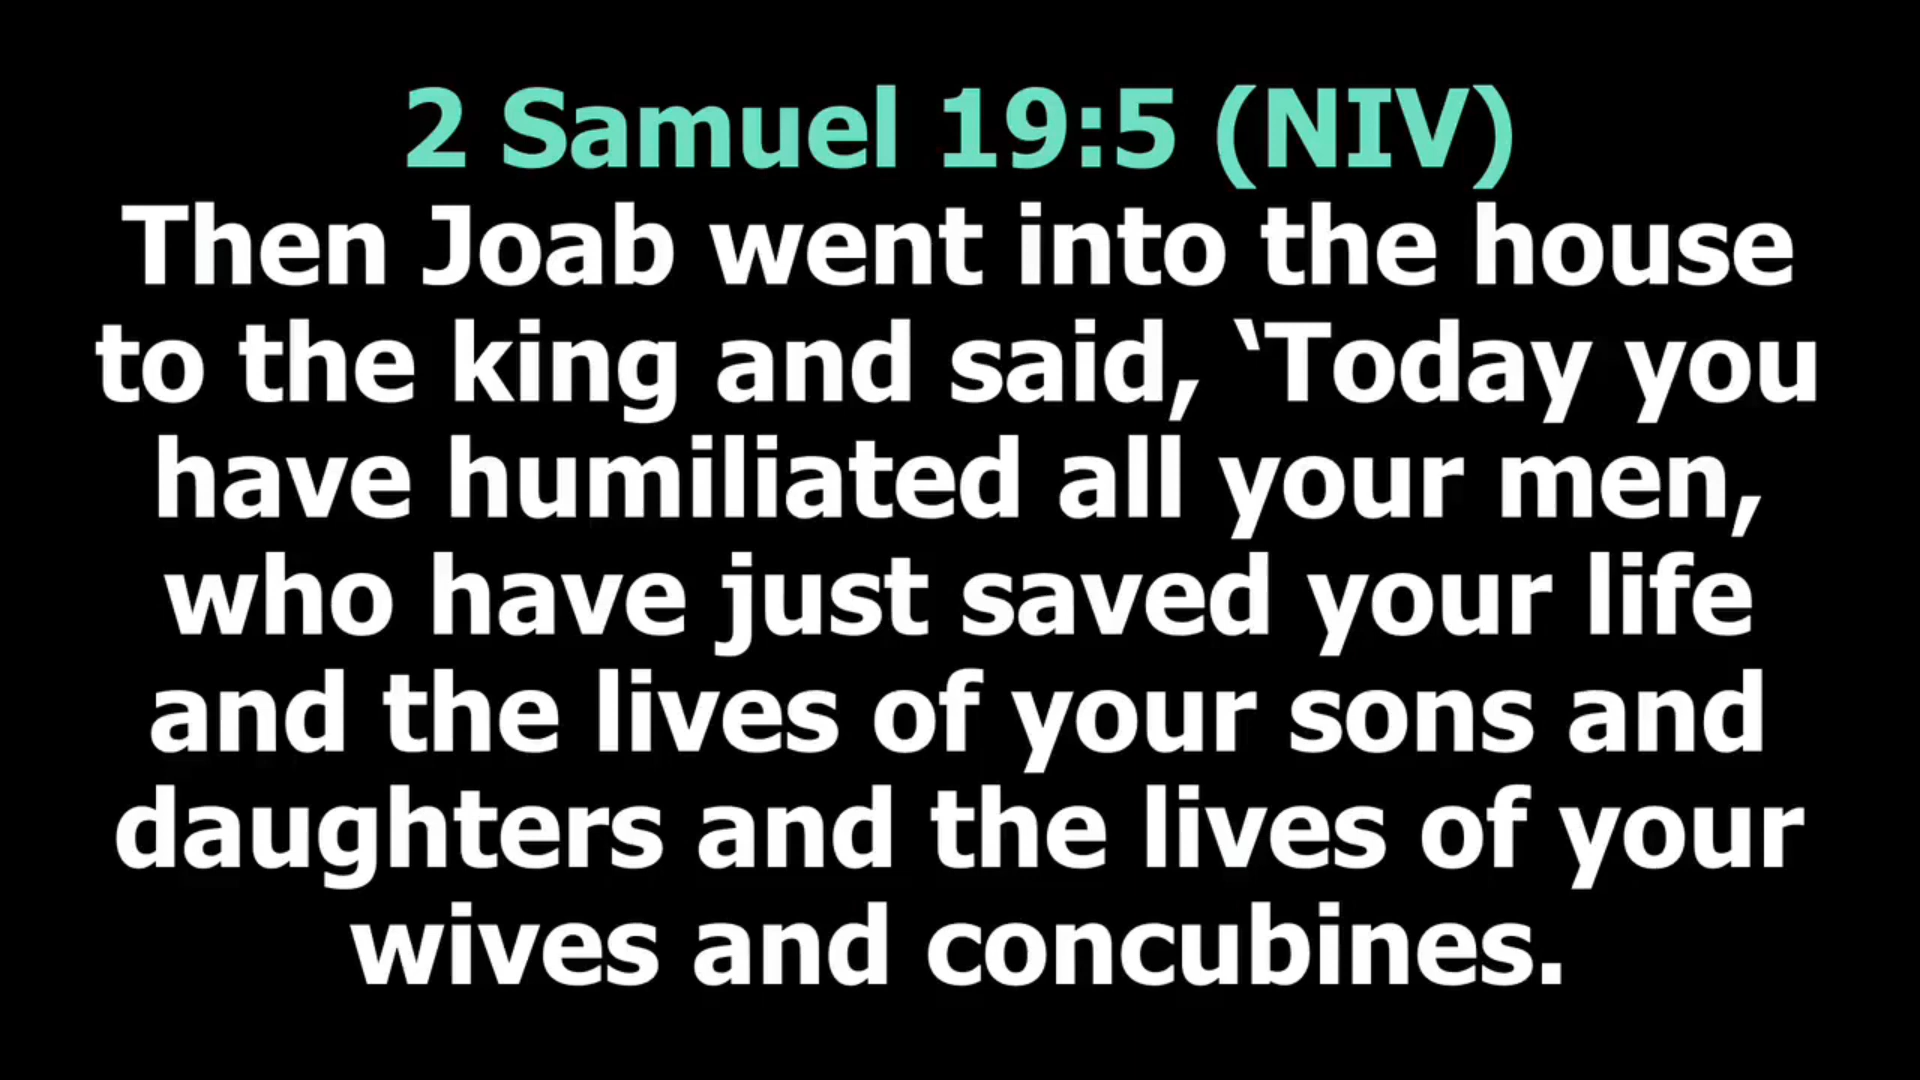 2 Samuel 19:5 (NIV)
Then Joab went into the house
to the king and said, ‘Today you
have humiliated all your men,
who have just saved your life
and the lives of your sons and
daughters and the lives of your
wives and concubines.